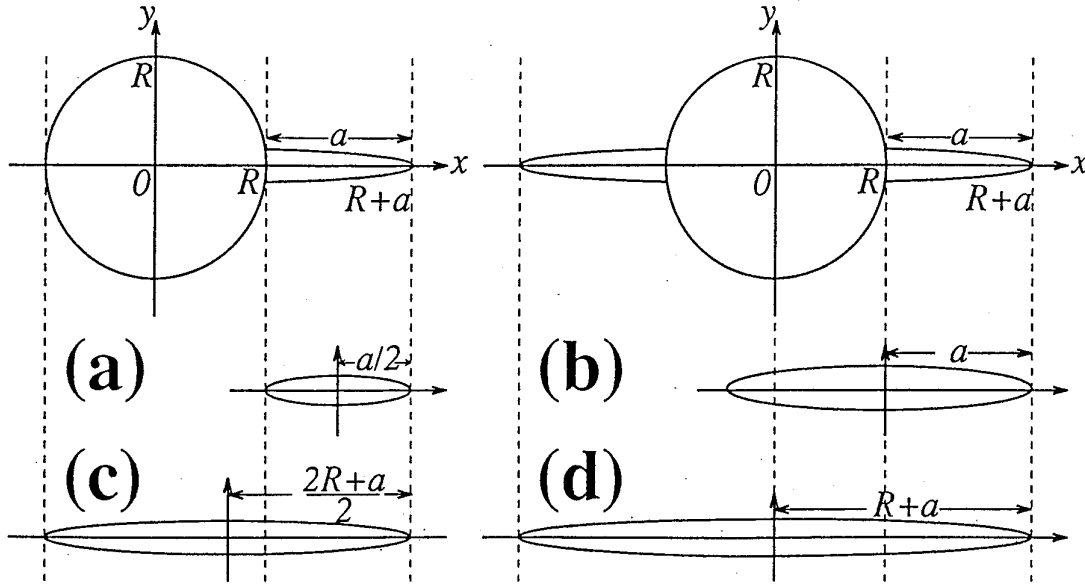 y y
R R
a a
0 R x 0 R x
R+a R+a
(a) a/2 (b) a
(c) 2R+a (d) R+a
2